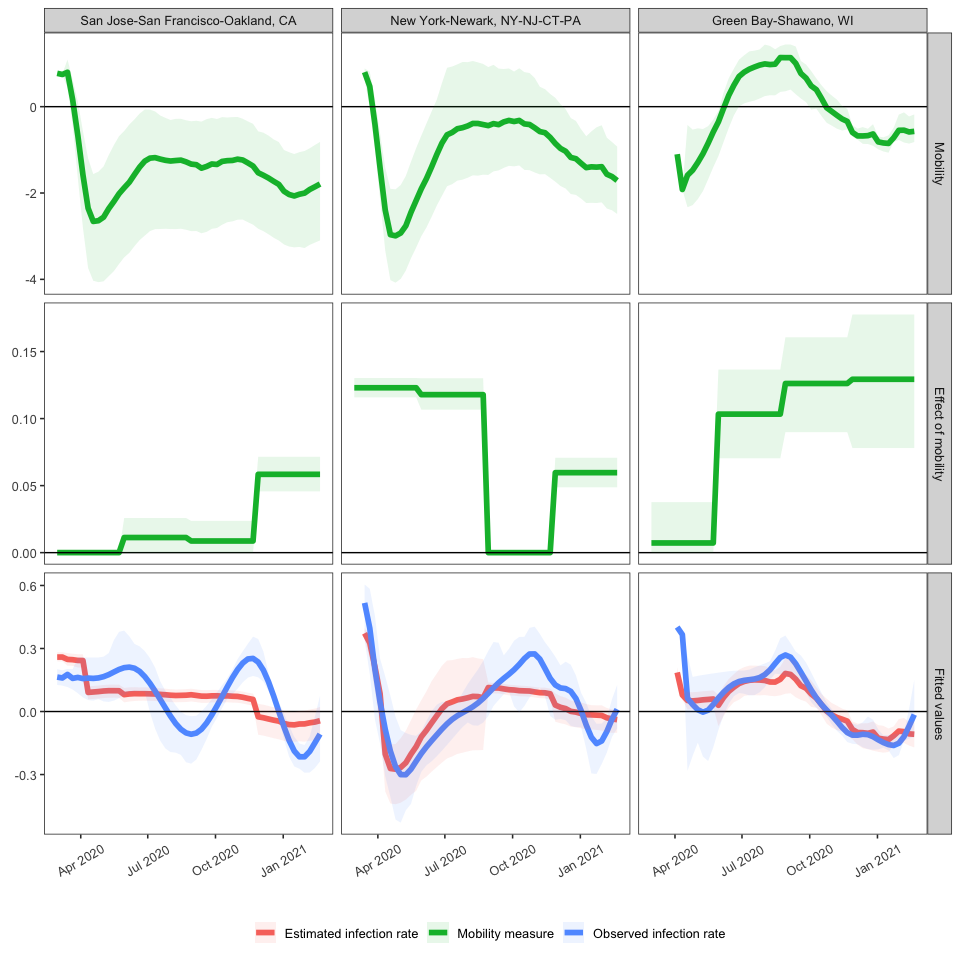 San Jose-San Francisco-Oakland, CA
New York-Newark, NY-NJ-CT-PA
Green Bay-Shawano, WI
0
-2
-4
Mobility
0.15
0.10
0.05
0.00
Effect of mobility
0.6
0.3
0.0
-0.3
Fitted values
Apr 2020 Jul 2020 Oct 2020 Jan 2021
Apr 2020 Jul 2020 Oct 2020 Jan 2021
Apr 2020 Jul 2020 Oct 2020 Jan 2021
Estimated infection rate Mobility measure Observed infection rate